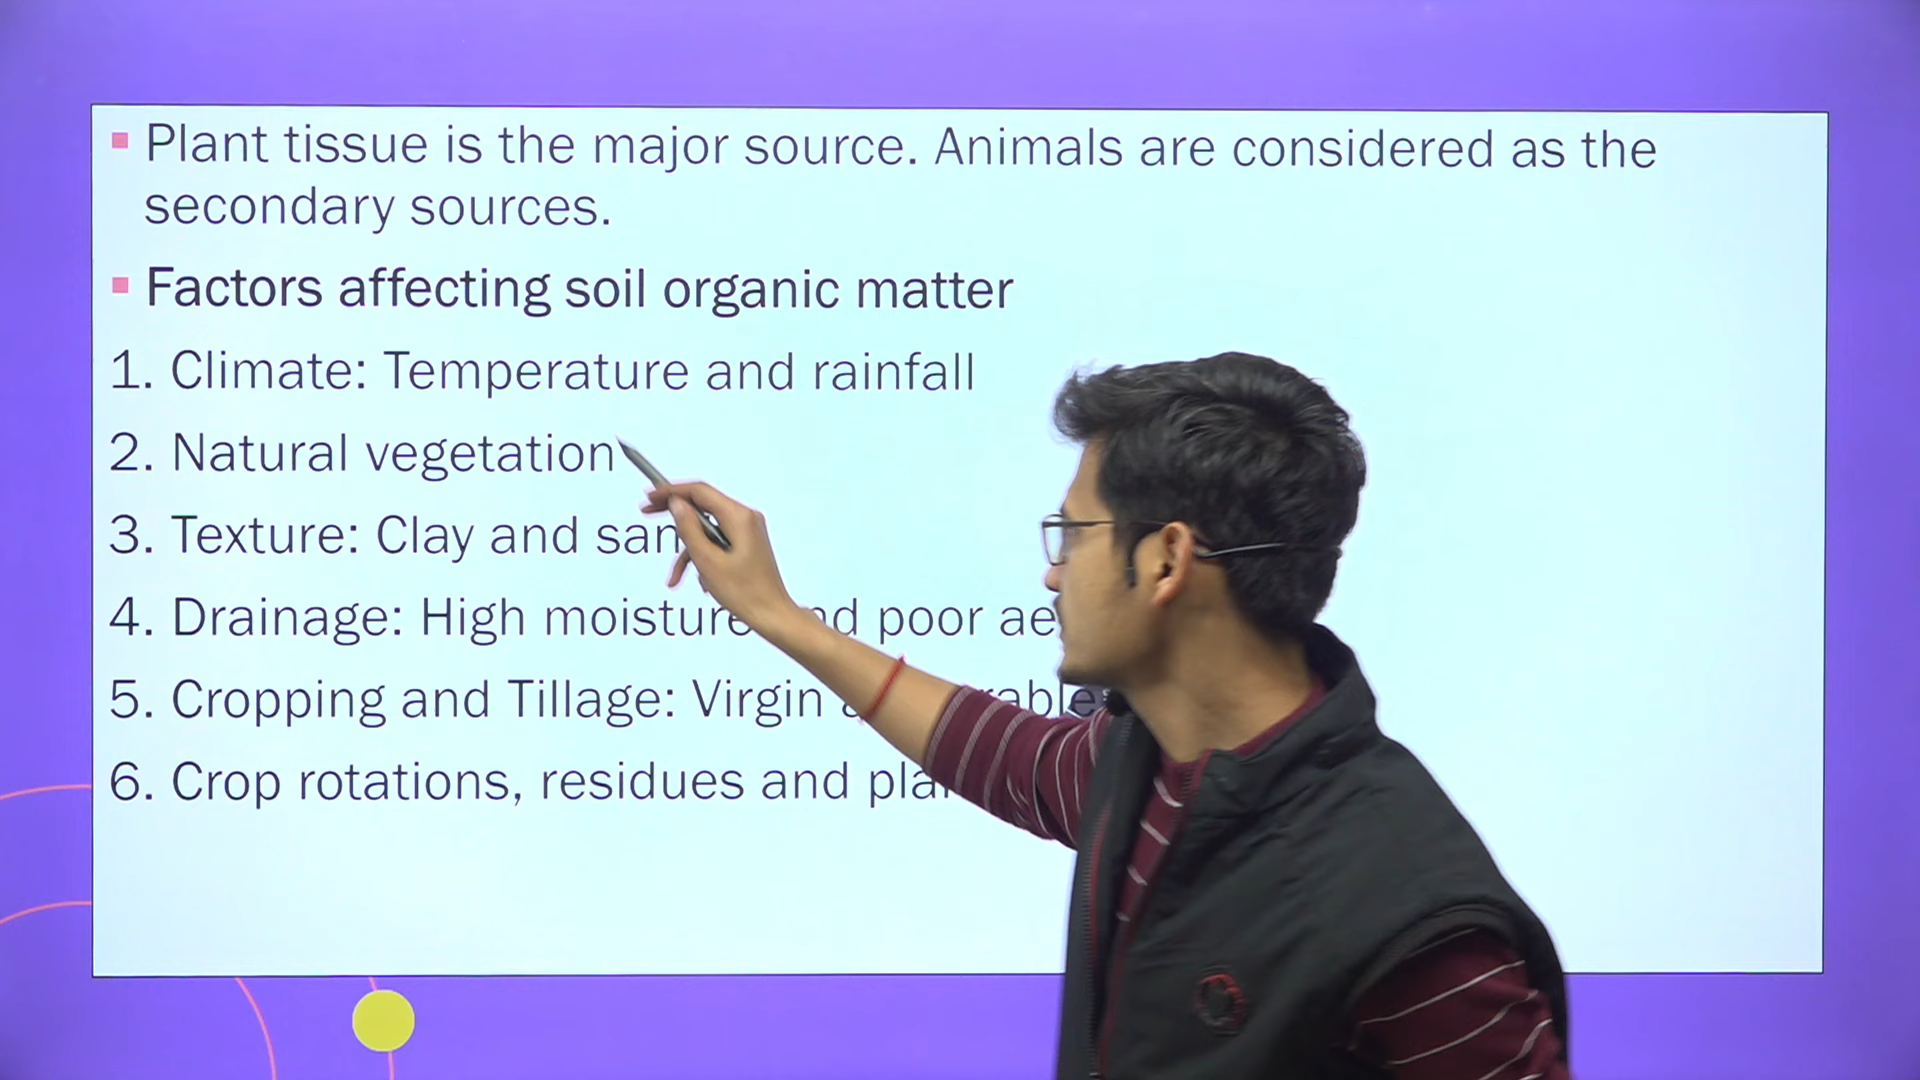 Plant tissue is the major source. Animals are considered as the
secondary sources.
Factors affecting soil organic matter
1. Climate: Temperature and rainfall
2. Natural vegetation
3. Texture: Clay and
4. Drainage: High moisture and poor
5. Cropping and Tillage: Virgin
6. Crop rotations, residues and